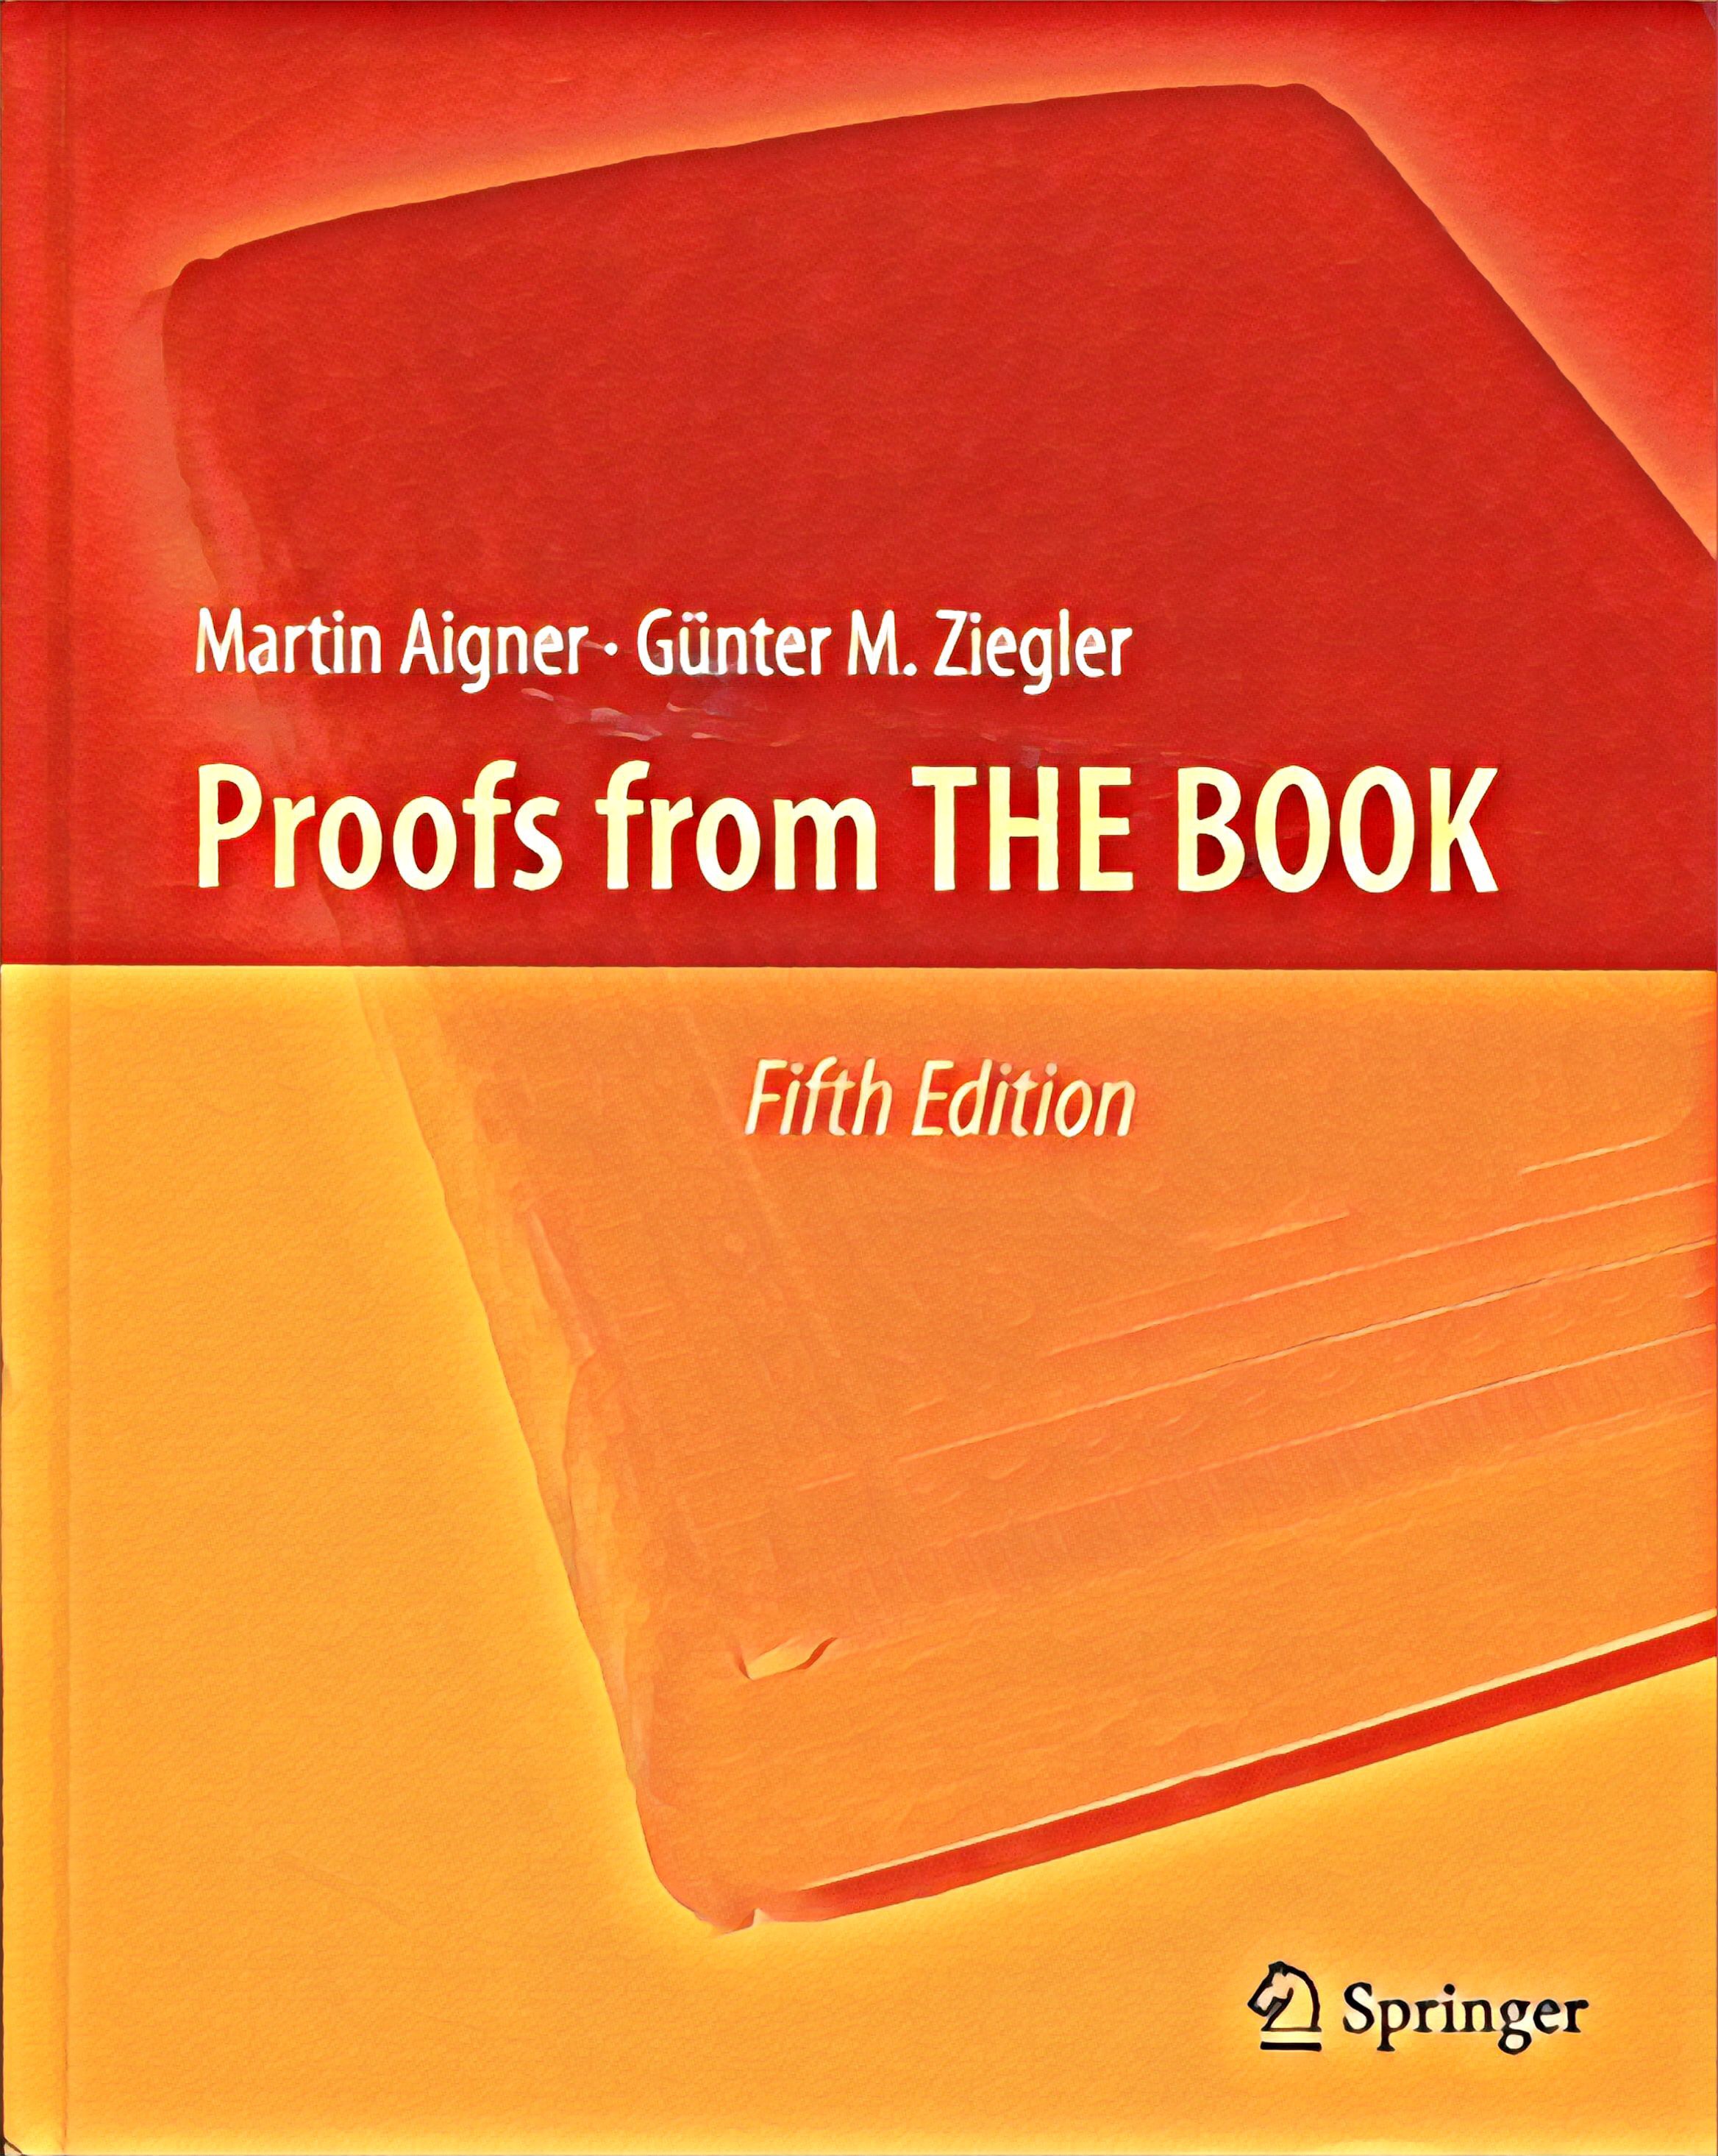 Martin Aigner · Günter M. Ziegler
Proofs from THE BOOK
Fifth Edition
Springer